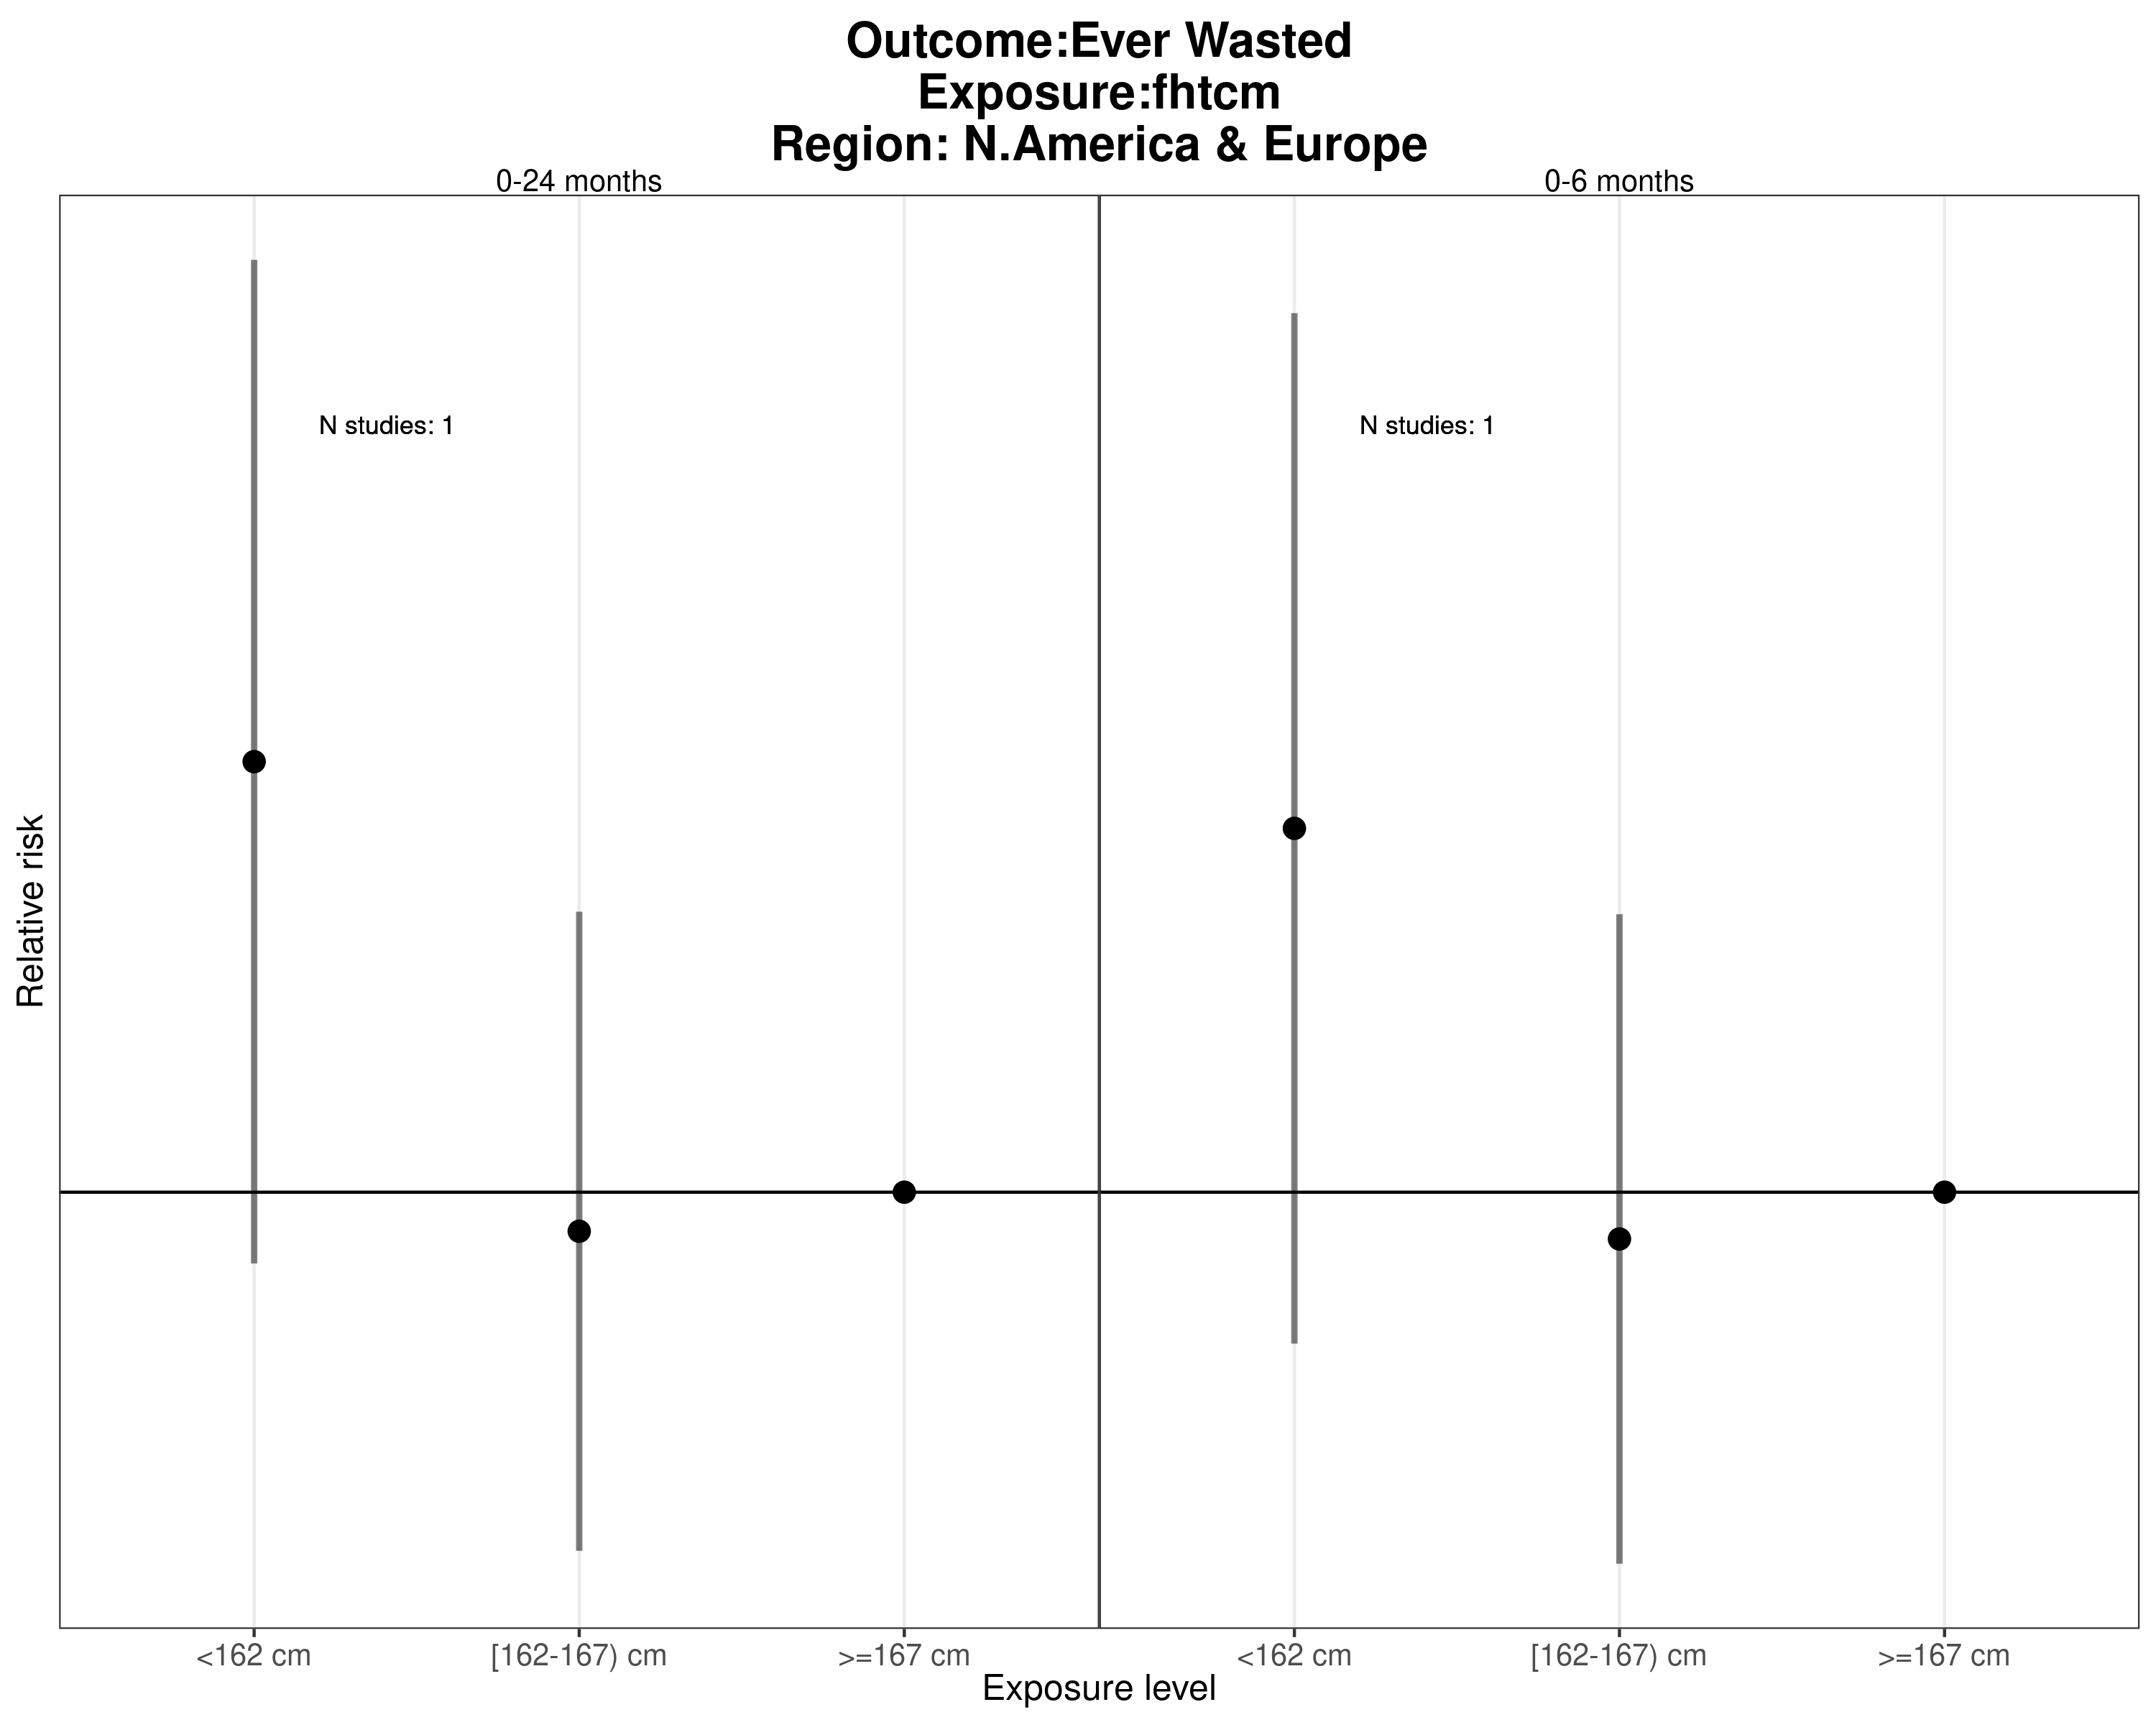 Outcome:Ever Wasted
Exposure:fhtcm
Region: N.America & Europe
0-24 months
0-6 months
N studies: 1
N studies: 1
Relative risk
<162 cm
[162-167) cm
>=167 cm
<162 cm
[162-167) cm
>=167 cm
Exposure level